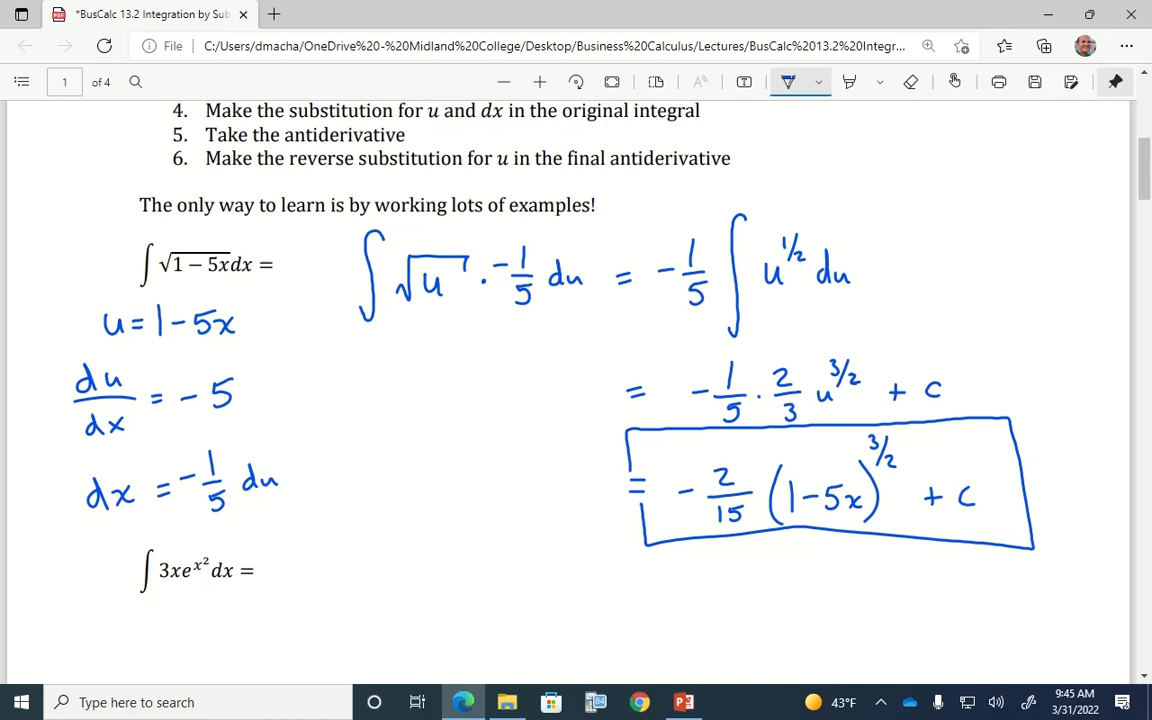 *BusCalc 13.2 Integration by Sub
File C:/Users/dmacha/OneDrive%20-%20Midland%20College/Desktop/Business%20Calculus/Lectures/BusCalc%2013.2%20Integr...
1 of 4
4. Make the substitution for u and dx in the original integral
5. Take the antiderivative
6. Make the reverse substitution for u in the final antiderivative
The only way to learn is by working lots of examples!
∫ √(1 − 5x) dx = ∫ √u · −1/5 du = −1/5 ∫ u^(1/2) du
u = 1 − 5x
du/dx = −5
= −1/5 · 2/3 u^(3/2) + C
dx = −1/5 du
= −2/15 (1−5x)^(3/2) + C
∫ 3xe^(x²) dx =
Type here to search
43°F
9:45 AM
3/31/2022